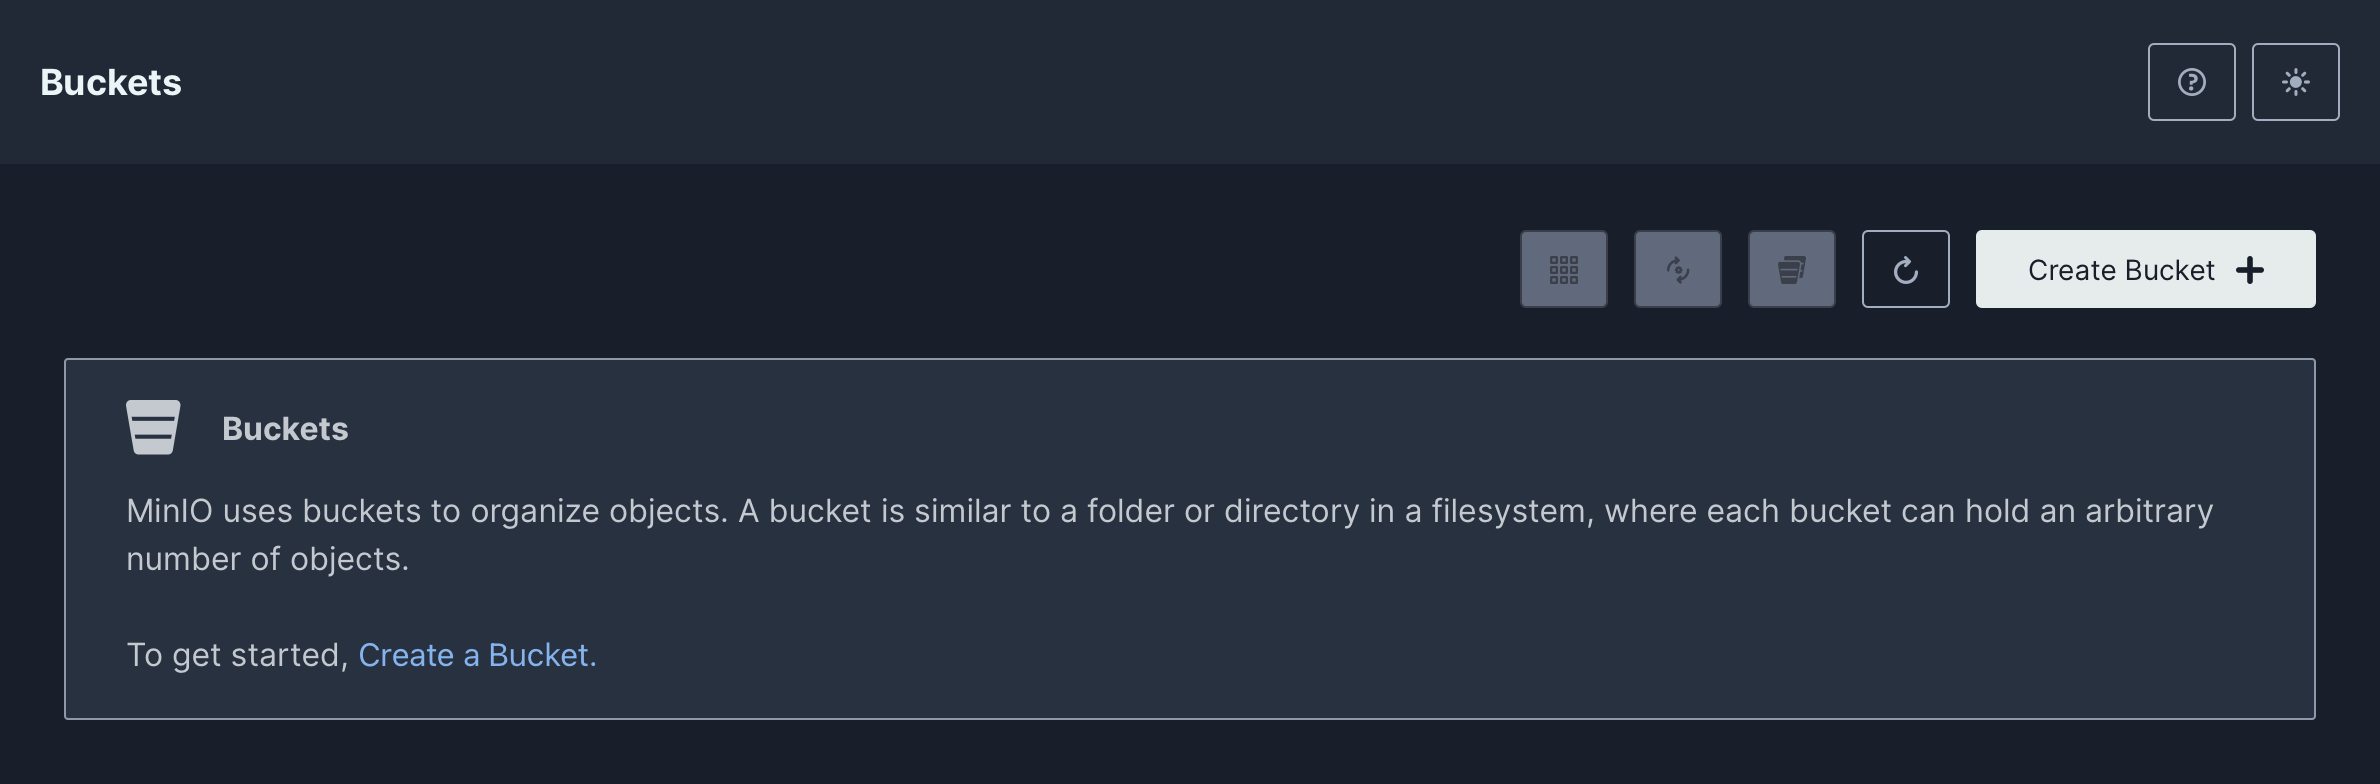 Buckets
Create Bucket
Buckets
MinIO uses buckets to organize objects. A bucket is similar to a folder or directory in a filesystem, where each bucket can hold an arbitrary
number of objects.
To get started, Create a Bucket.